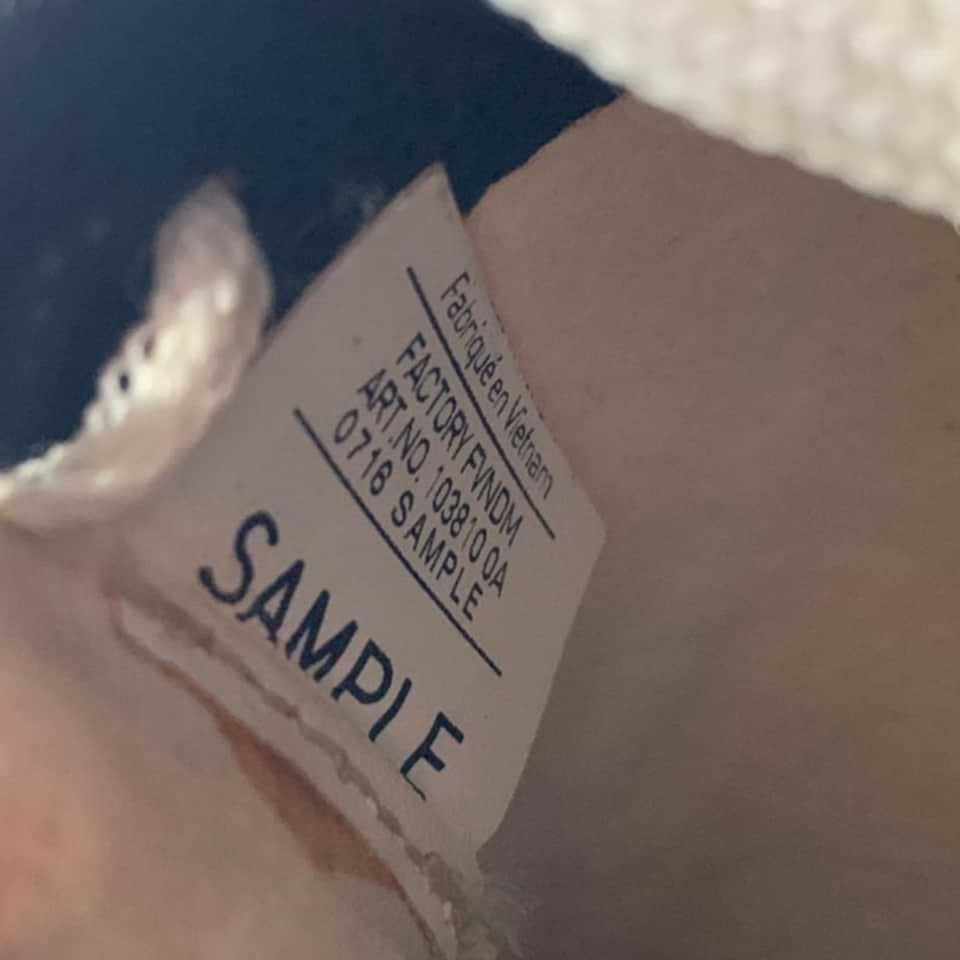 Fabriqué en Vietnam
FACTORY FVNDM
ART.NO. 103810 0A
0716 SAMPLE
SAMPLE